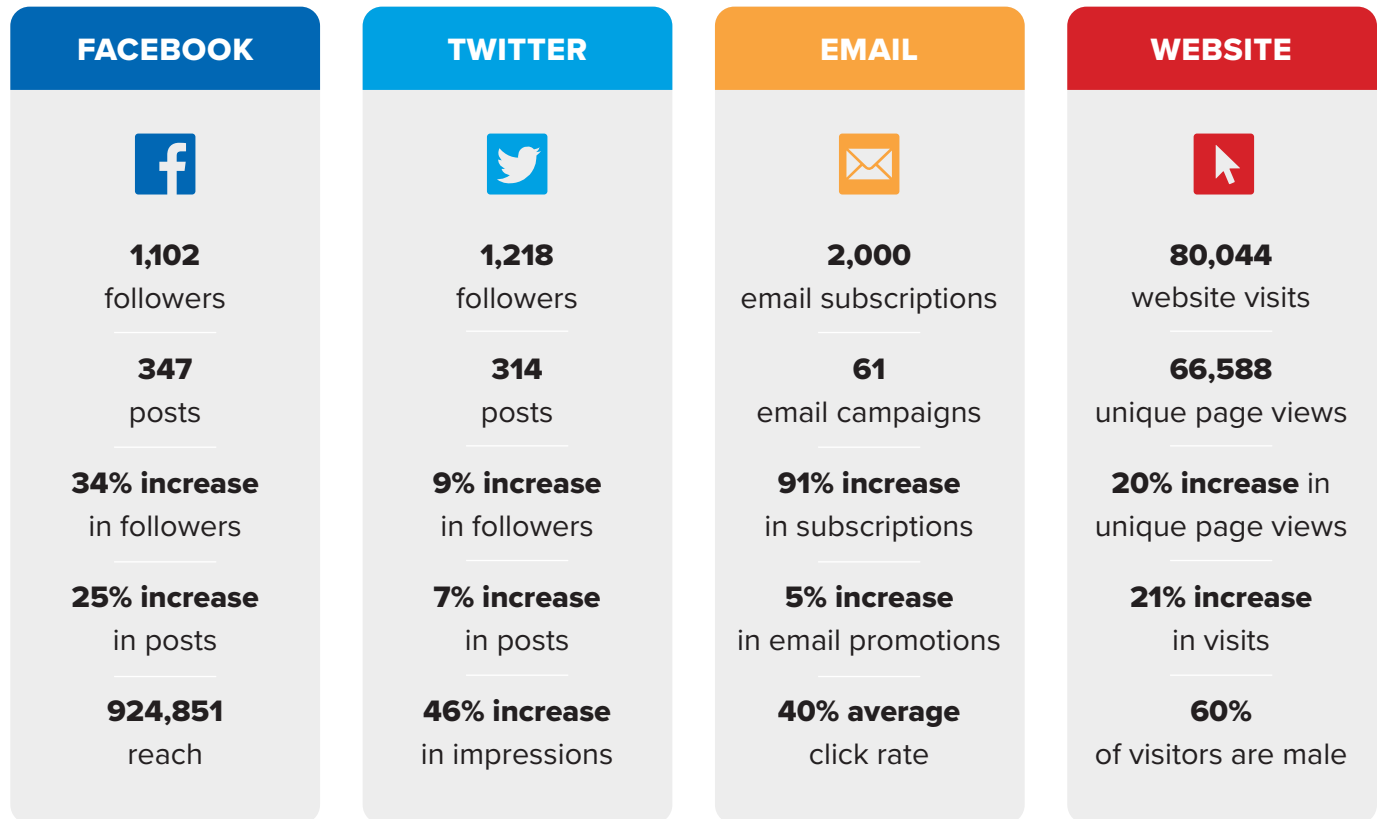 FACEBOOK
1,102
followers
347
posts
34% increase
in followers
25% increase
in posts
924,851
reach
TWITTER
1,218
followers
314
posts
9% increase
in followers
7% increase
in posts
46% increase
in impressions
EMAIL
2,000
email subscriptions
61
email campaigns
91% increase
in subscriptions
5% increase
in email promotions
40% average
click rate
WEBSITE
80,044
website visits
66,588
unique page views
20% increase in
unique page views
21% increase
in visits
60%
of visitors are male